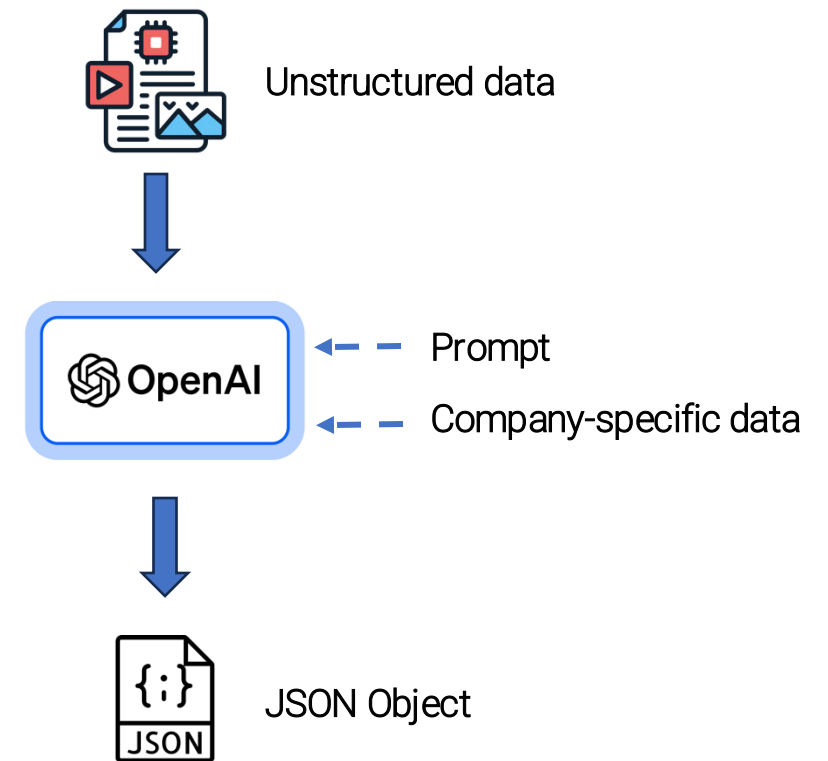 Unstructured data
OpenAI
Prompt
Company-specific data
{;}
JSON
JSON Object